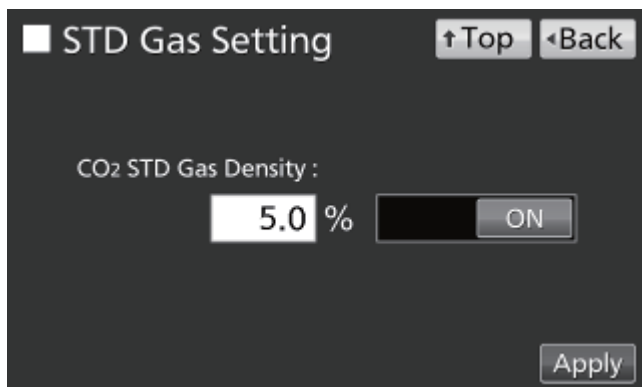 STD Gas Setting
↑Top
◂Back
CO2 STD Gas Density :
5.0 % ON
Apply